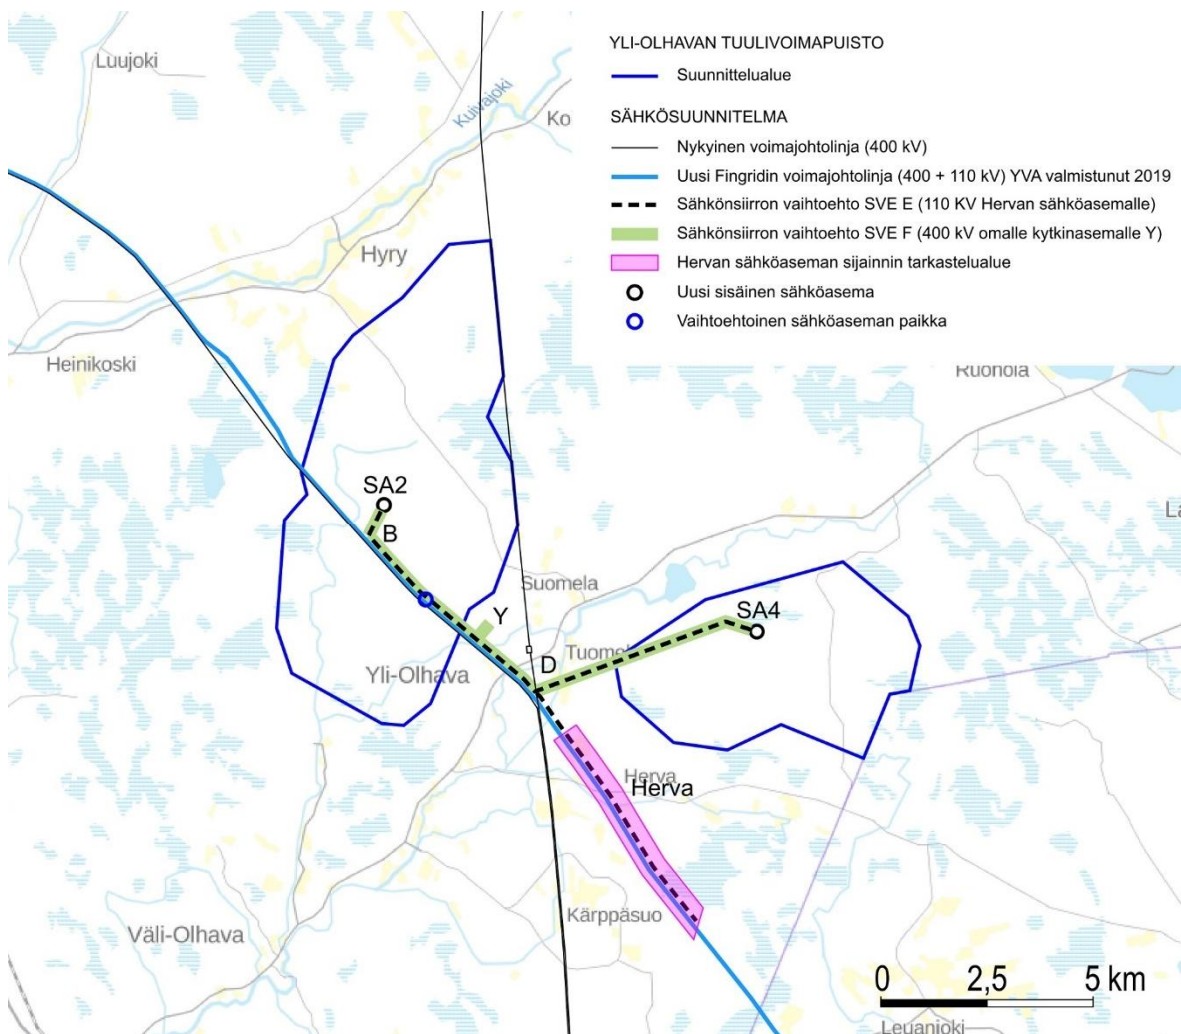 YLI-OLHAVAN TUULIVOIMAPUISTO
Suunnittelualue
SÄHKÖSUUNNITELMA
Nykyinen voimajohtolinja (400 kV)
Uusi Fingridin voimajohtolinja (400 + 110 kV) YVA valmistunut 2019
Sähkönsiirron vaihtoehto SVE E (110 KV Hervan sähköasemalle)
Sähkönsiirron vaihtoehto SVE F (400 kV omalle kytkinasemalle Y)
Hervan sähköaseman sijainnin tarkastelualue
Uusi sisäinen sähköasema
Vaihtoehtoinen sähköaseman paikka
Luujoki
Kuivajoki
Ko
Hyry
Heinikoski
Ruohola
SA2
B
La
Suomela
Y
SA4
Tuomel
D
Yli-Olhava
Herva
Herva
Kärppäsuo
Väli-Olhava
0 2,5 5 km
Leuanjoki